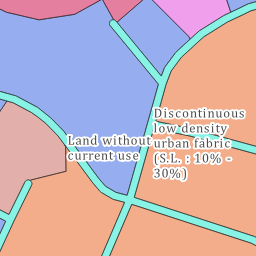 Land without
current use
Discontinuous
low density
urban fabric
(S.L. : 10% -
30%)